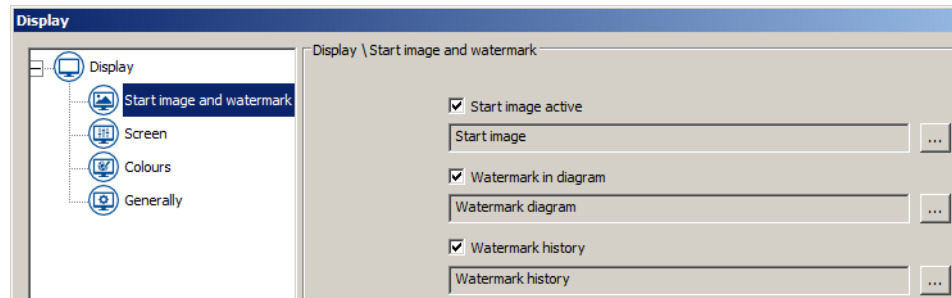 Display
Display
Start image and watermark
Screen
Colours
Generally
Display \ Start image and watermark
Start image active
Start image
...
Watermark in diagram
Watermark diagram
...
Watermark history
Watermark history
...